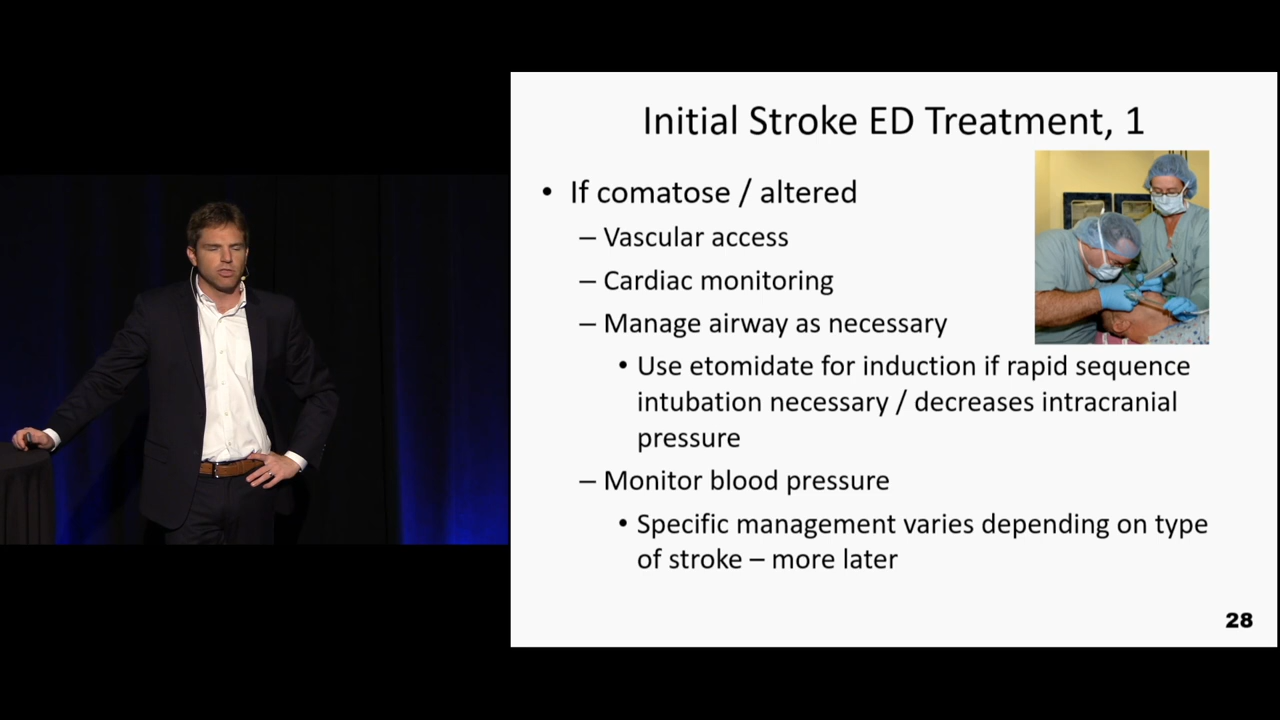 Initial Stroke ED Treatment, 1
• If comatose / altered
– Vascular access
– Cardiac monitoring
– Manage airway as necessary
• Use etomidate for induction if rapid sequence
intubation necessary / decreases intracranial
pressure
– Monitor blood pressure
• Specific management varies depending on type
of stroke – more later
28